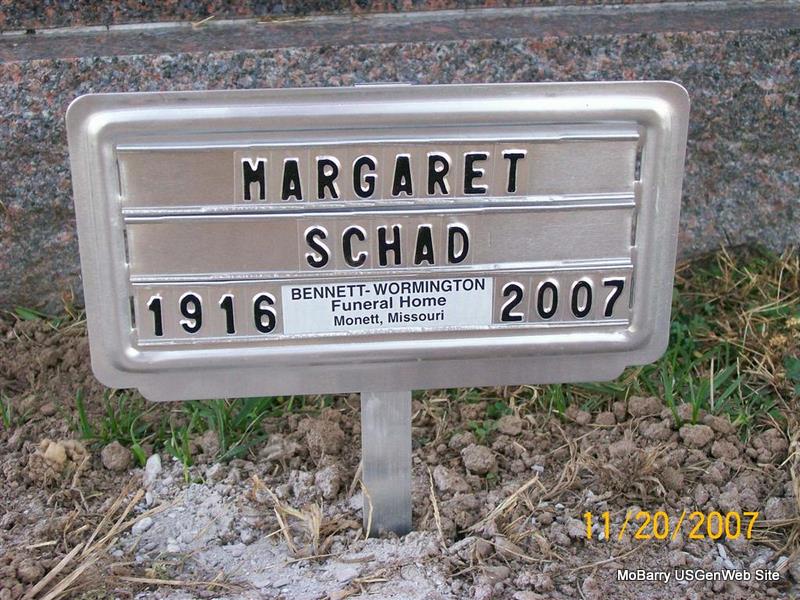 MARGARET
SCHAD
1916 BENNETT-WORMINGTON 2007
Funeral Home
Monett, Missouri
11/20/2007
MoBarry USGenWeb Site